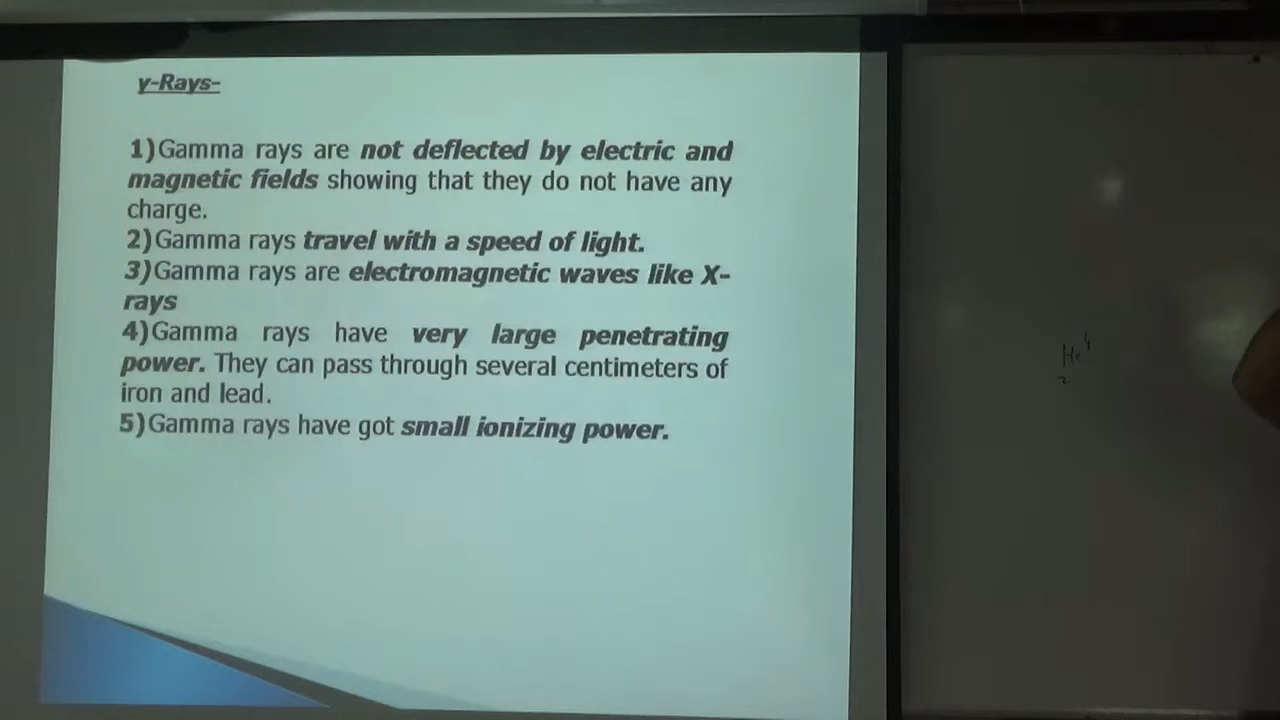 γ-Rays-
1)Gamma rays are not deflected by electric and
magnetic fields showing that they do not have any
charge.
2)Gamma rays travel with a speed of light.
3)Gamma rays are electromagnetic waves like X-
rays
4)Gamma rays have very large penetrating
power. They can pass through several centimeters of
iron and lead.
5)Gamma rays have got small ionizing power.
₂He⁴